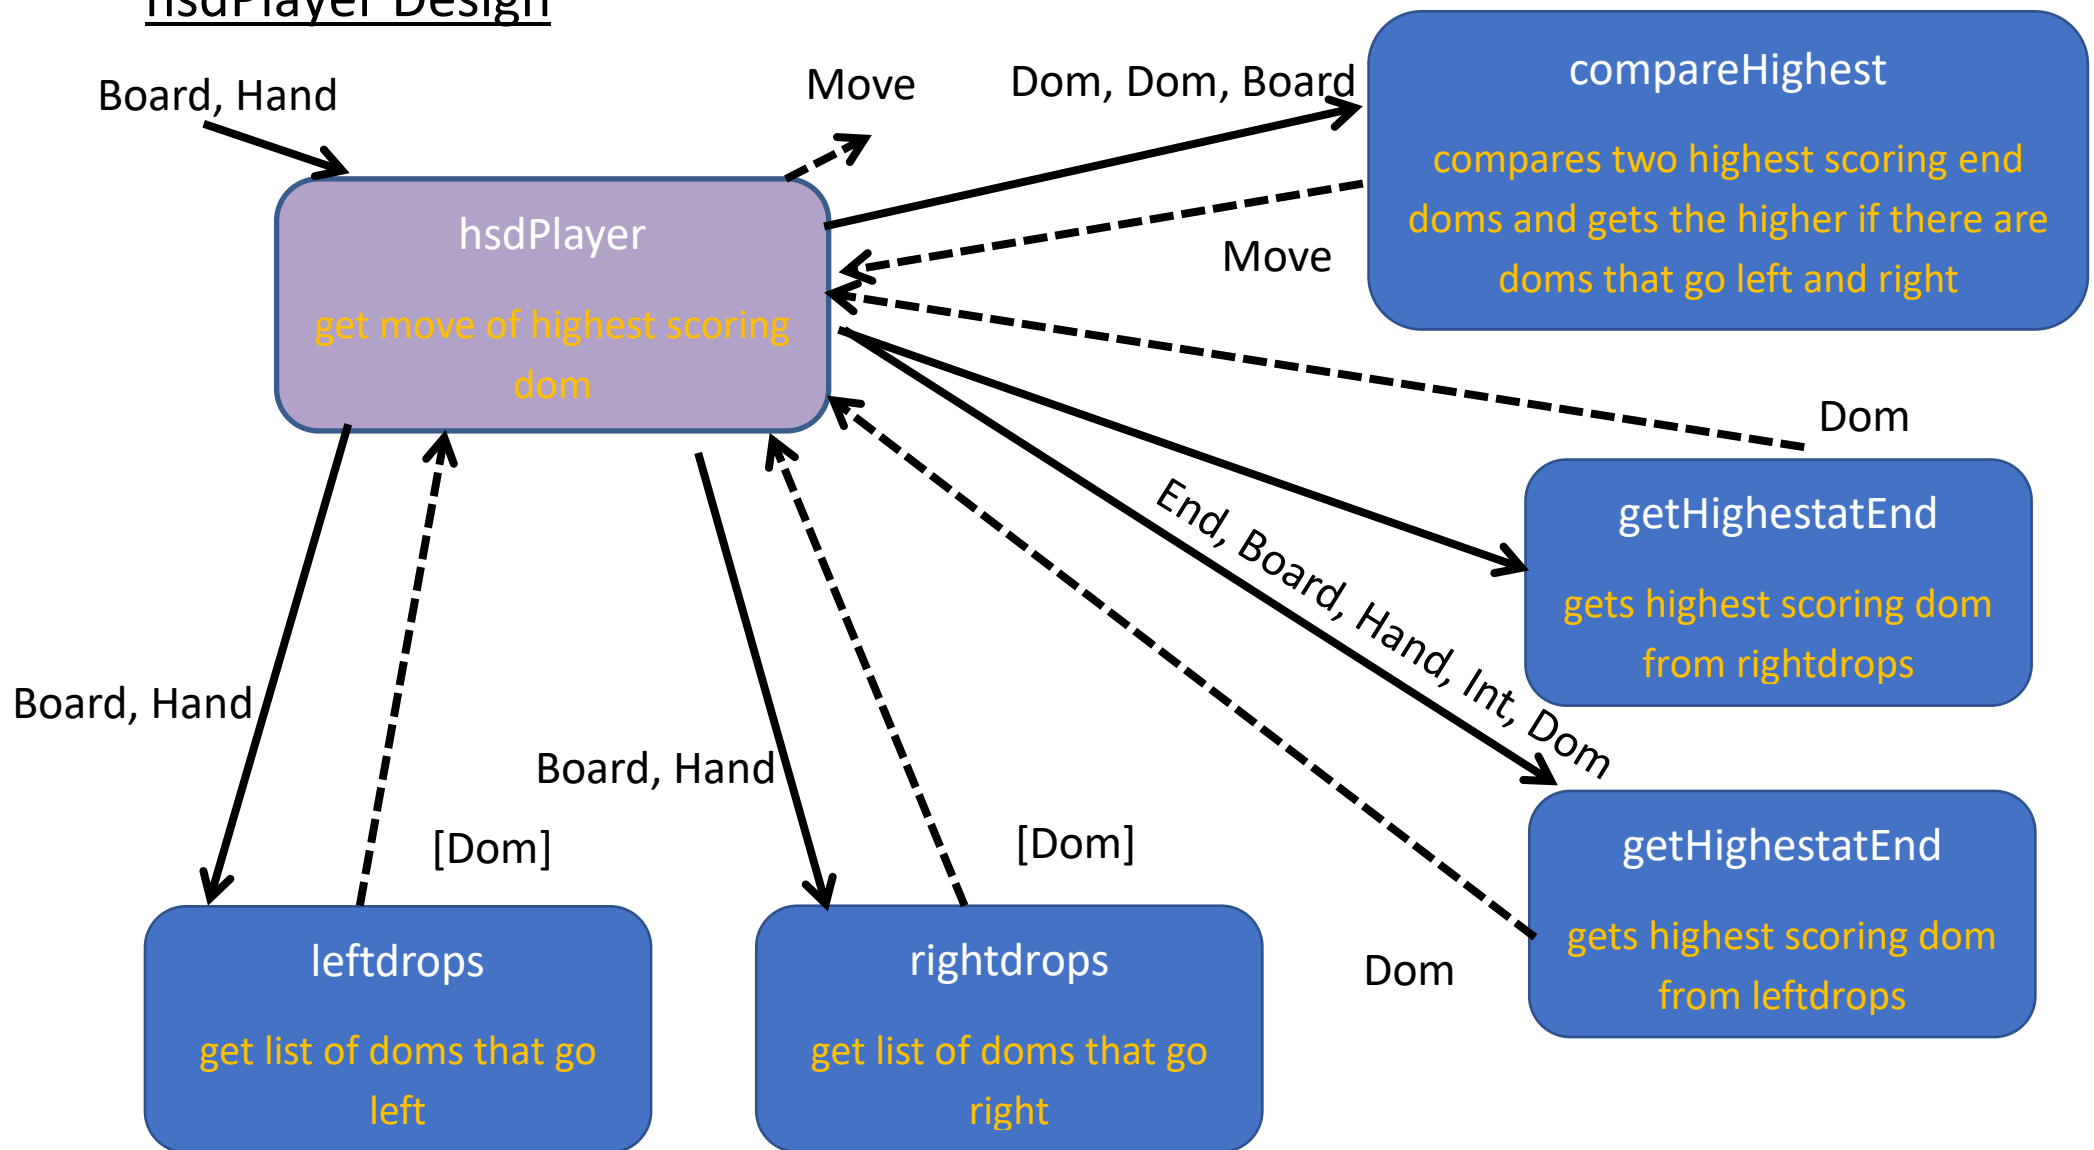 hsdPlayer Design
Board, Hand
Move
Dom, Dom, Board
compareHighest
compares two highest scoring end
doms and gets the higher if there are
doms that go left and right
hsdPlayer
get move of highest scoring
dom
Move
Dom
getHighestatEnd
gets highest scoring dom
from rightdrops
End, Board, Hand, Int, Dom
Board, Hand
Board, Hand
[Dom]
[Dom]
getHighestatEnd
gets highest scoring dom
from leftdrops
Dom
leftdrops
get list of doms that go
left
rightdrops
get list of doms that go
right